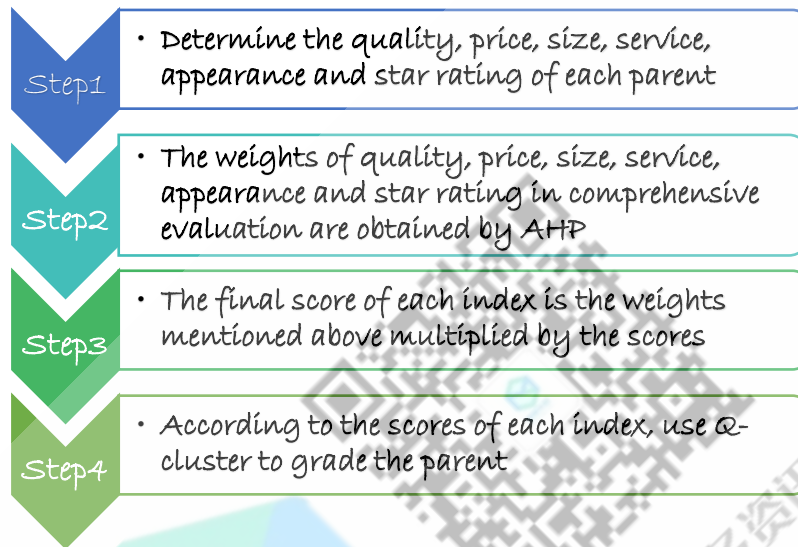 Step1
• Determine the quality, price, size, service,
appearance and star rating of each parent
Step2
• The weights of quality, price, size, service,
appearance and star rating in comprehensive
evaluation are obtained by AHP
Step3
• The final score of each index is the weights
mentioned above multiplied by the scores
Step4
• According to the scores of each index, use Q-
cluster to grade the parent